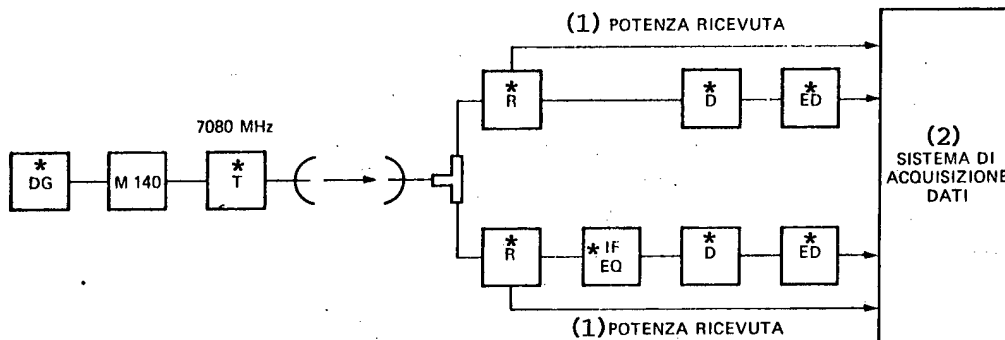 (1) POTENZA RICEVUTA
* R
* D
* ED
7080 MHz
* DG
M 140
* T
(2)
SISTEMA DI
ACQUISIZIONE
DATI
* R
* IF
EQ
* D
* ED
(1) POTENZA RICEVUTA